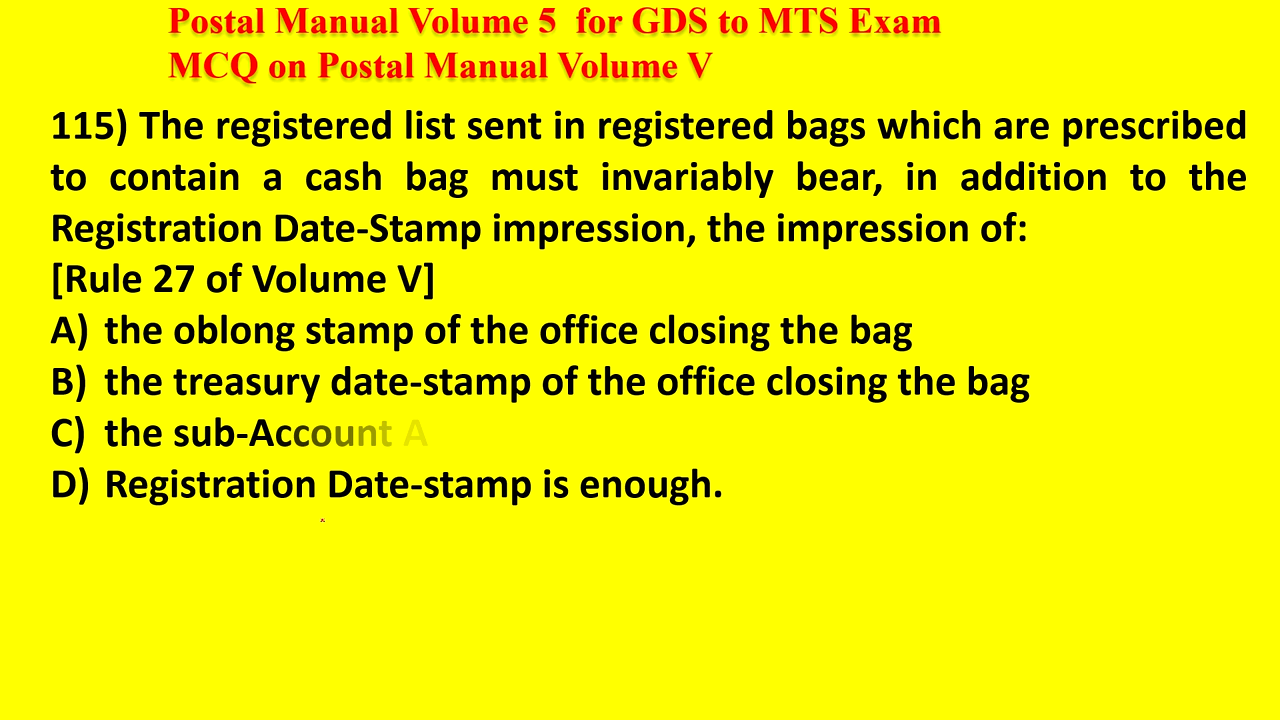 Postal Manual Volume 5 for GDS to MTS Exam
MCQ on Postal Manual Volume V
115) The registered list sent in registered bags which are prescribed
to contain a cash bag must invariably bear, in addition to the
Registration Date-Stamp impression, the impression of:
[Rule 27 of Volume V]
A) the oblong stamp of the office closing the bag
B) the treasury date-stamp of the office closing the bag
C) the sub-Account A
D) Registration Date-stamp is enough.